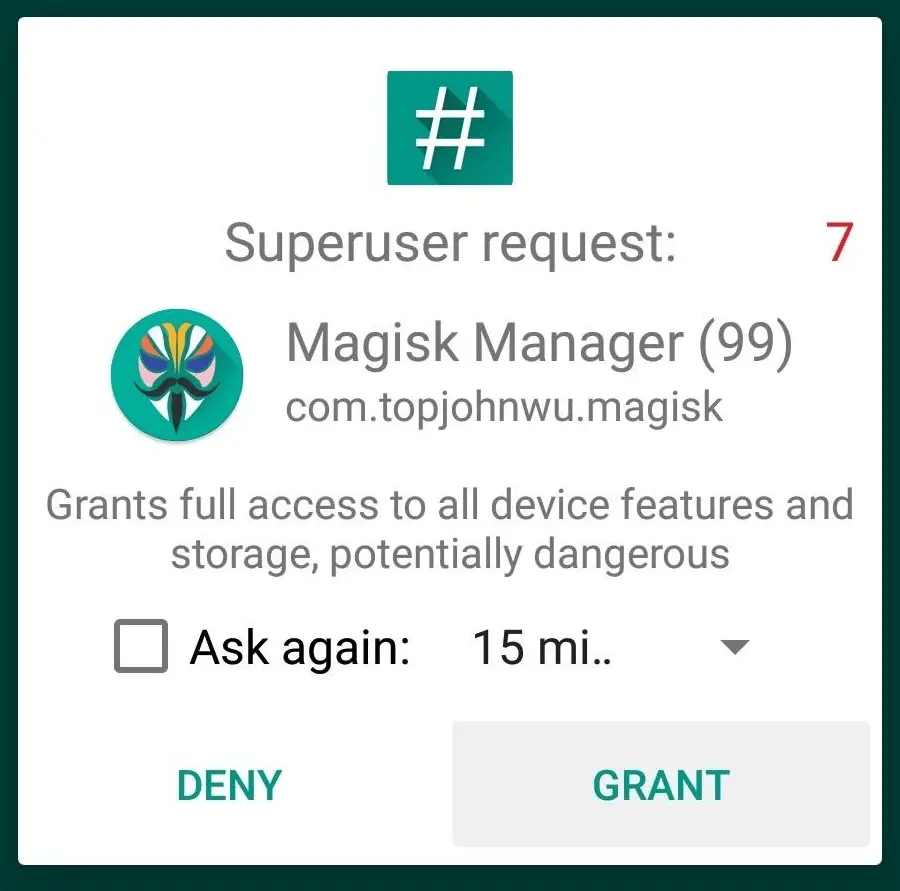 #
Superuser request: 7
Magisk Manager (99)
com.topjohnwu.magisk
Grants full access to all device features and
storage, potentially dangerous
Ask again: 15 mi..
DENY GRANT